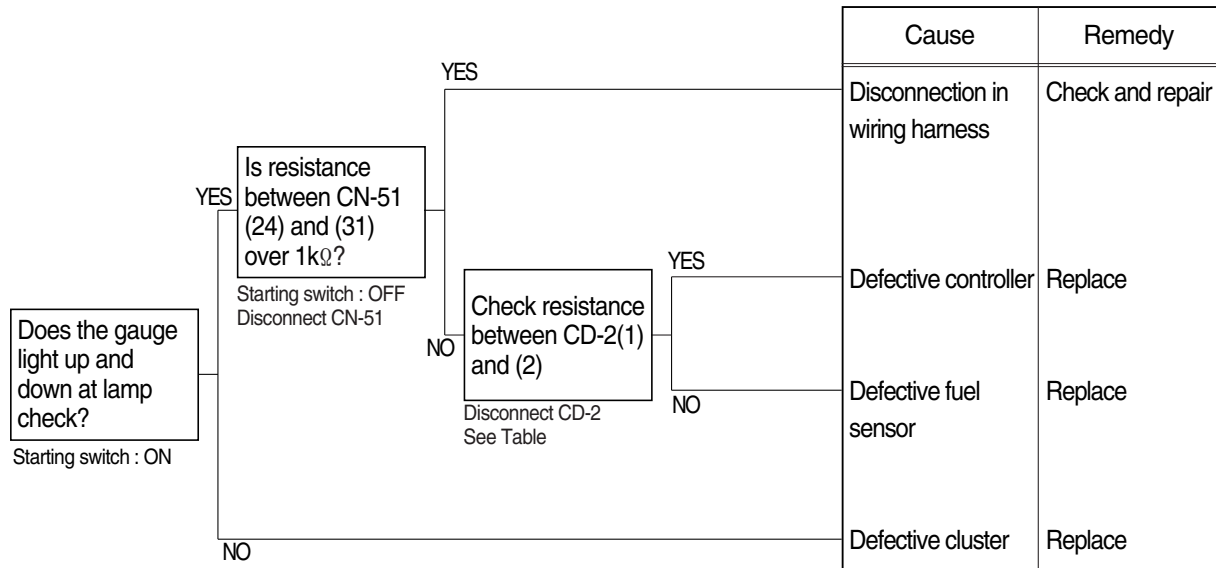 Cause Remedy
YES
Disconnection in Check and repair
wiring harness
YES
Is resistance
between CN-51
(24) and (31)
over 1kΩ?
Starting switch : OFF
Disconnect CN-51
YES
Defective controller Replace
NO
Check resistance
between CD-2(1)
and (2)
Disconnect CD-2
See Table
NO
Defective fuel Replace
sensor
Does the gauge
light up and
down at lamp
check?
Starting switch : ON
NO
Defective cluster Replace